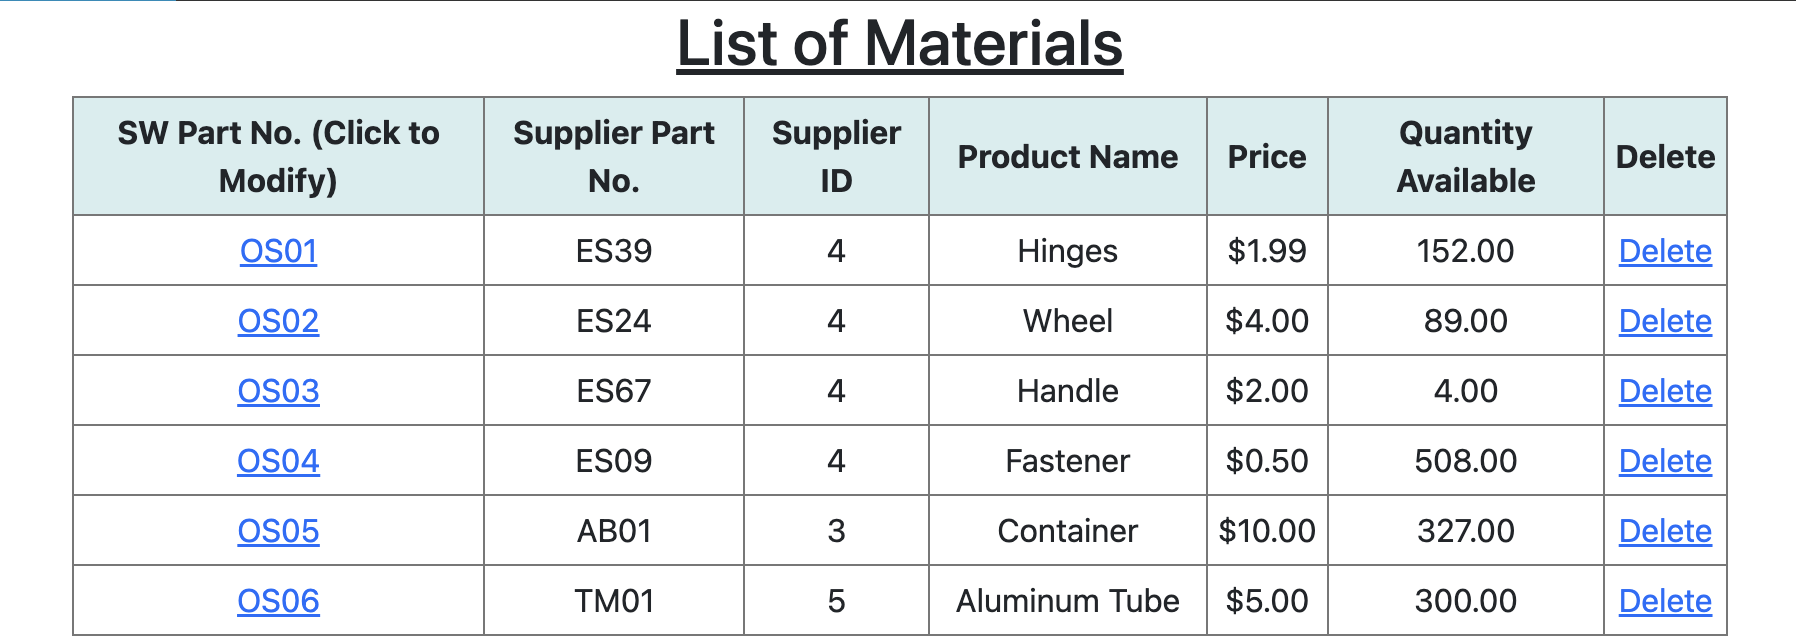 List of Materials
SW Part No. (Click to Modify) Supplier Part No. Supplier ID Product Name Price Quantity Available Delete
OS01 ES39 4 Hinges $1.99 152.00 Delete
OS02 ES24 4 Wheel $4.00 89.00 Delete
OS03 ES67 4 Handle $2.00 4.00 Delete
OS04 ES09 4 Fastener $0.50 508.00 Delete
OS05 AB01 3 Container $10.00 327.00 Delete
OS06 TM01 5 Aluminum Tube $5.00 300.00 Delete